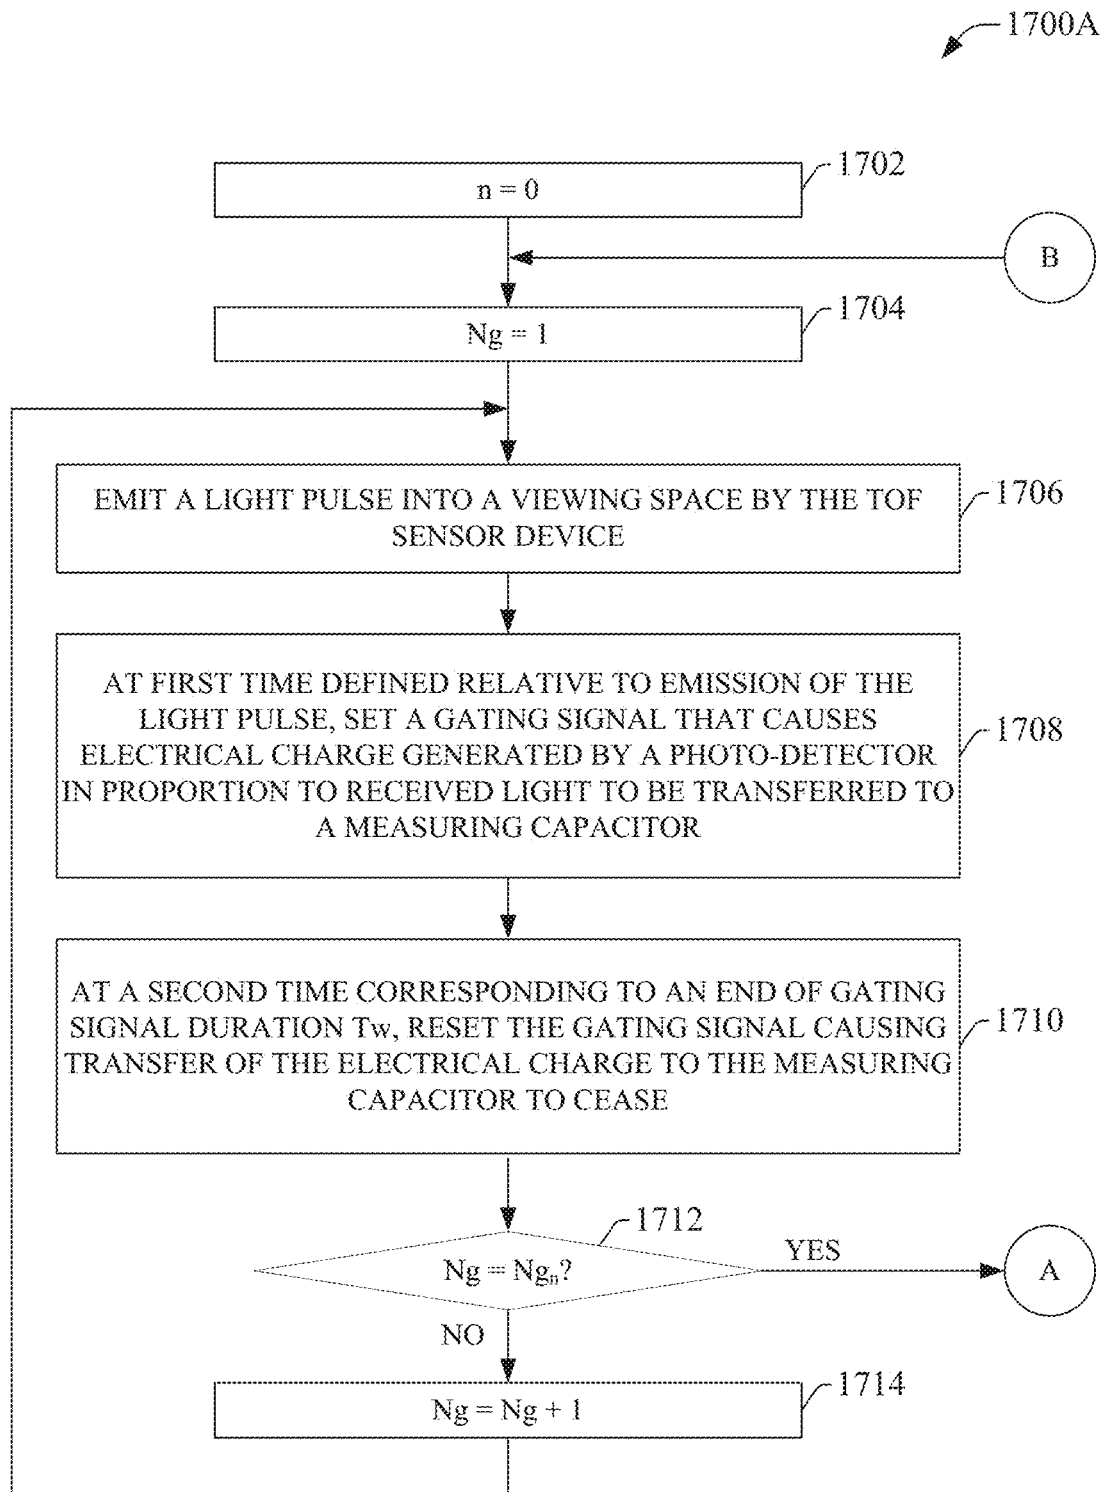 1700A
1702
n = 0
B
1704
Ng = 1
1706
EMIT A LIGHT PULSE INTO A VIEWING SPACE BY THE TOF
SENSOR DEVICE
AT FIRST TIME DEFINED RELATIVE TO EMISSION OF THE
LIGHT PULSE, SET A GATING SIGNAL THAT CAUSES
ELECTRICAL CHARGE GENERATED BY A PHOTO-DETECTOR
IN PROPORTION TO RECEIVED LIGHT TO BE TRANSFERRED TO
A MEASURING CAPACITOR
1708
AT A SECOND TIME CORRESPONDING TO AN END OF GATING
SIGNAL DURATION Tw, RESET THE GATING SIGNAL CAUSING
TRANSFER OF THE ELECTRICAL CHARGE TO THE MEASURING
CAPACITOR TO CEASE
1710
1712
Ng = Ngₙ?
YES
A
NO
1714
Ng = Ng + 1